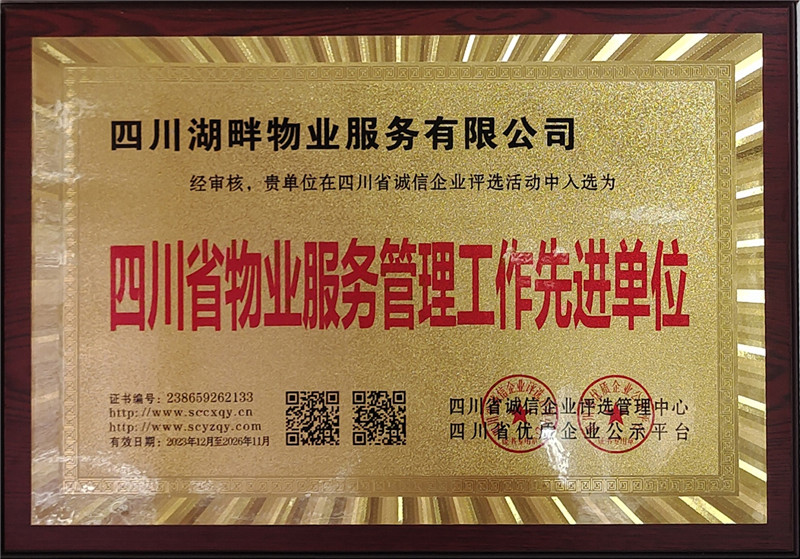 四川湖畔物业服务有限公司
经审核，贵单位在四川省诚信企业评选活动中入选为
四川省物业服务管理工作先进单位
证书编号：238659262133
http://www.sccxqy.cn
http://www.scyzqy.com
有效日期：2023年12月至2026年11月
四川省诚信企业评选管理中心
四川省优质企业公示平台